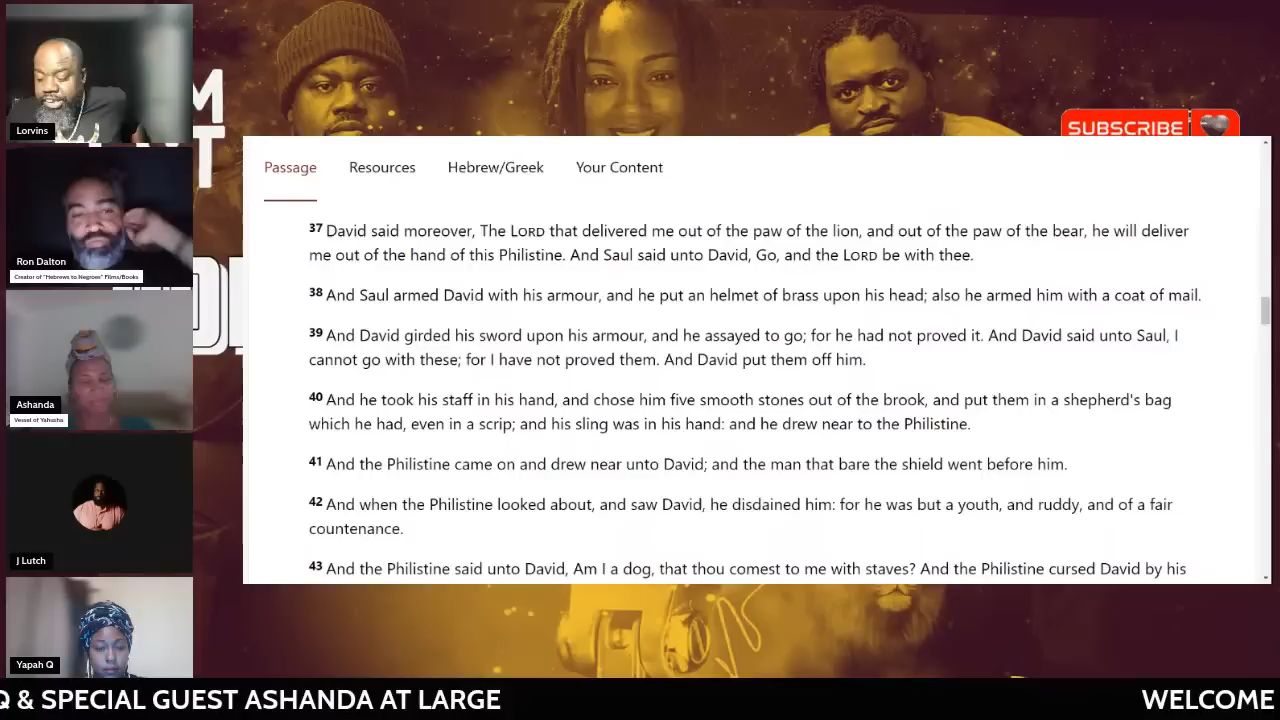 Lorvins
Ron Dalton
Creator of "Hebrews to Negroes" Films/Books
Ashanda
Vessel of Yahusha
J Lutch
Yapah Q
SUBSCRIBE
Passage Resources Hebrew/Greek Your Content
37 David said moreover, The LORD that delivered me out of the paw of the lion, and out of the paw of the bear, he will deliver
me out of the hand of this Philistine. And Saul said unto David, Go, and the LORD be with thee.
38 And Saul armed David with his armour, and he put an helmet of brass upon his head; also he armed him with a coat of mail.
39 And David girded his sword upon his armour, and he assayed to go; for he had not proved it. And David said unto Saul, I
cannot go with these; for I have not proved them. And David put them off him.
40 And he took his staff in his hand, and chose him five smooth stones out of the brook, and put them in a shepherd's bag
which he had, even in a scrip; and his sling was in his hand: and he drew near to the Philistine.
41 And the Philistine came on and drew near unto David; and the man that bare the shield went before him.
42 And when the Philistine looked about, and saw David, he disdained him: for he was but a youth, and ruddy, and of a fair
countenance.
43 And the Philistine said unto David, Am I a dog, that thou comest to me with staves? And the Philistine cursed David by his
Q & SPECIAL GUEST ASHANDA AT LARGE WELCOME